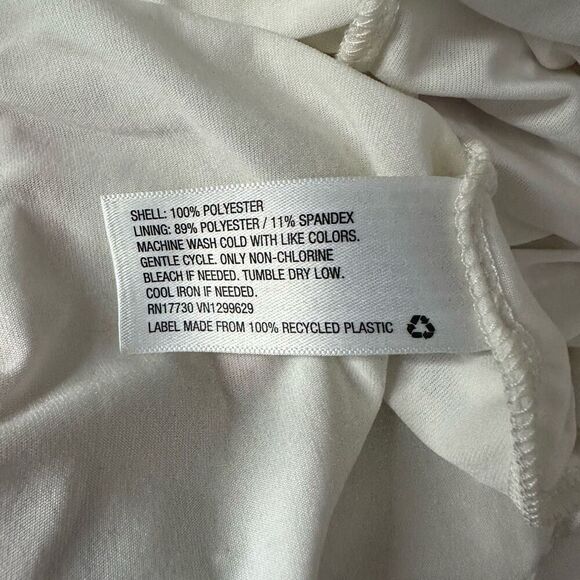 SHELL: 100% POLYESTER
LINING: 89% POLYESTER / 11% SPANDEX
MACHINE WASH COLD WITH LIKE COLORS.
GENTLE CYCLE. ONLY NON-CHLORINE
BLEACH IF NEEDED. TUMBLE DRY LOW.
COOL IRON IF NEEDED.
RN17730 VN1299629
LABEL MADE FROM 100% RECYCLED PLASTIC